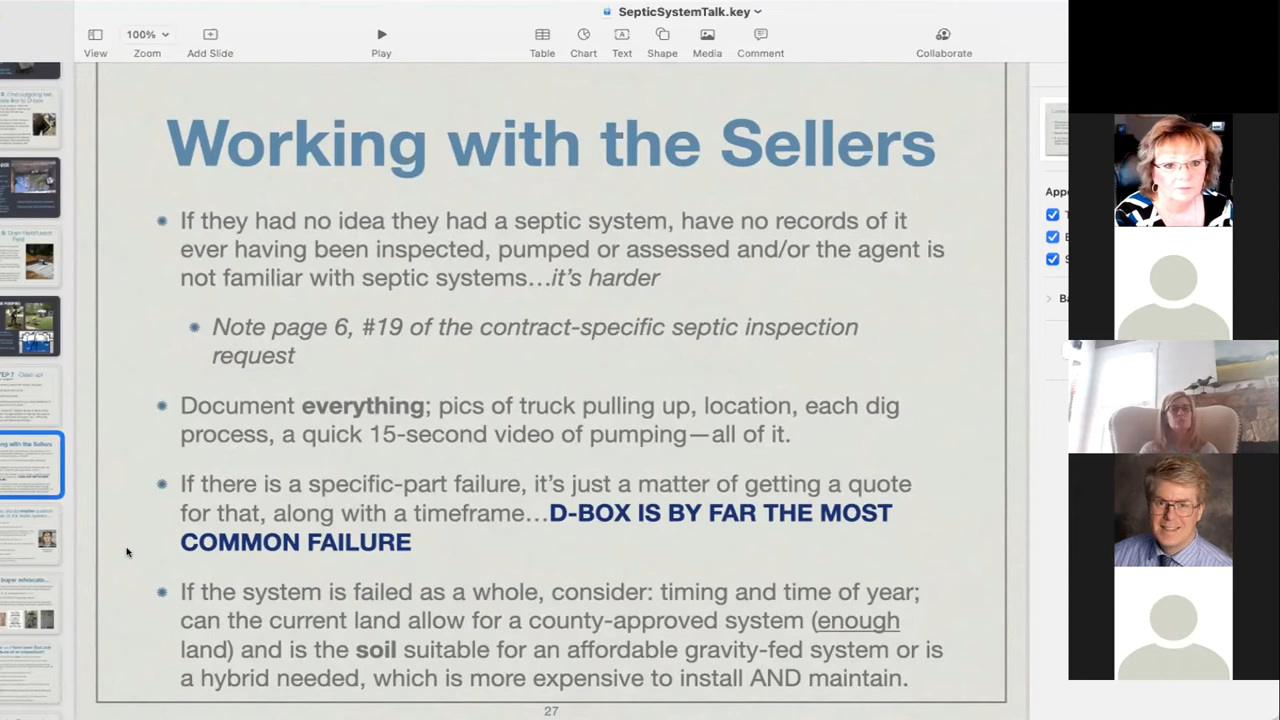 SepticSystemTalk.key
View
100%
Zoom
Add Slide
Play
Table
Chart
Text
Shape
Media
Comment
Collaborate
Working with the Sellers
If they had no idea they had a septic system, have no records of it
ever having been inspected, pumped or assessed and/or the agent is
not familiar with septic systems…it's harder
Note page 6, #19 of the contract-specific septic inspection
request
Document everything; pics of truck pulling up, location, each dig
process, a quick 15-second video of pumping—all of it.
If there is a specific-part failure, it's just a matter of getting a quote
for that, along with a timeframe…D-BOX IS BY FAR THE MOST
COMMON FAILURE
If the system is failed as a whole, consider: timing and time of year;
can the current land allow for a county-approved system (enough
land) and is the soil suitable for an affordable gravity-fed system or is
a hybrid needed, which is more expensive to install AND maintain.
27